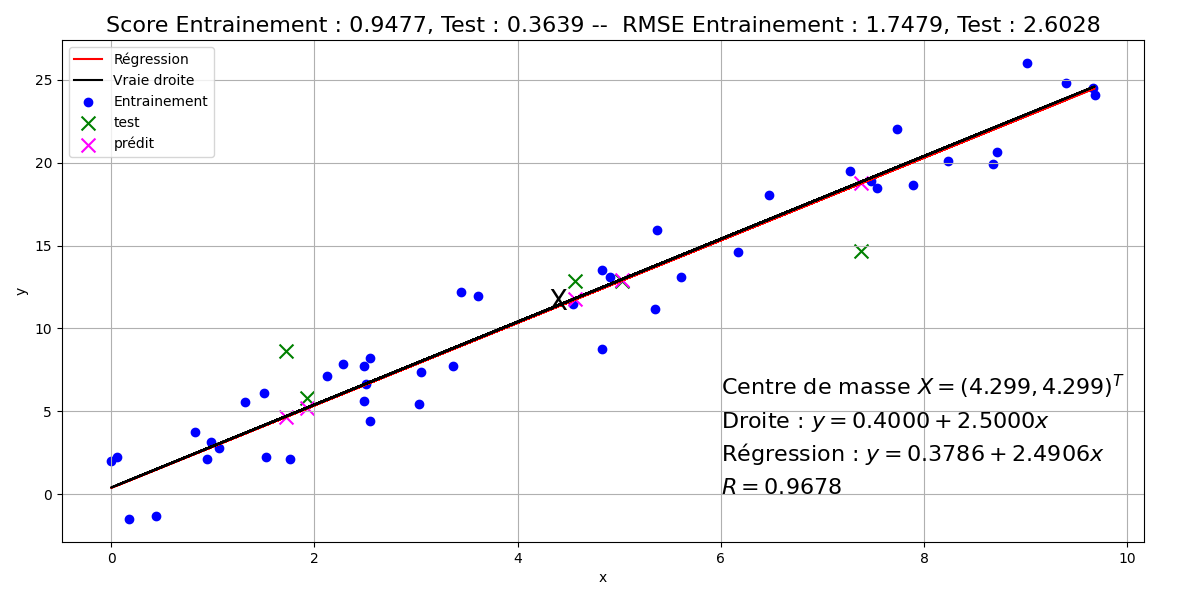 Score Entrainement : 0.9477, Test : 0.3639 --  RMSE Entrainement : 1.7479, Test : 2.6028
Régression
Vraie droite
Entrainement
test
prédit
25
20
15
10
5
0
y
X
Centre de masse X = (4.299, 4.299)^T
Droite : y = 0.4000 + 2.5000x
Régression : y = 0.3786 + 2.4906x
R = 0.9678
0 2 4 6 8 10
x